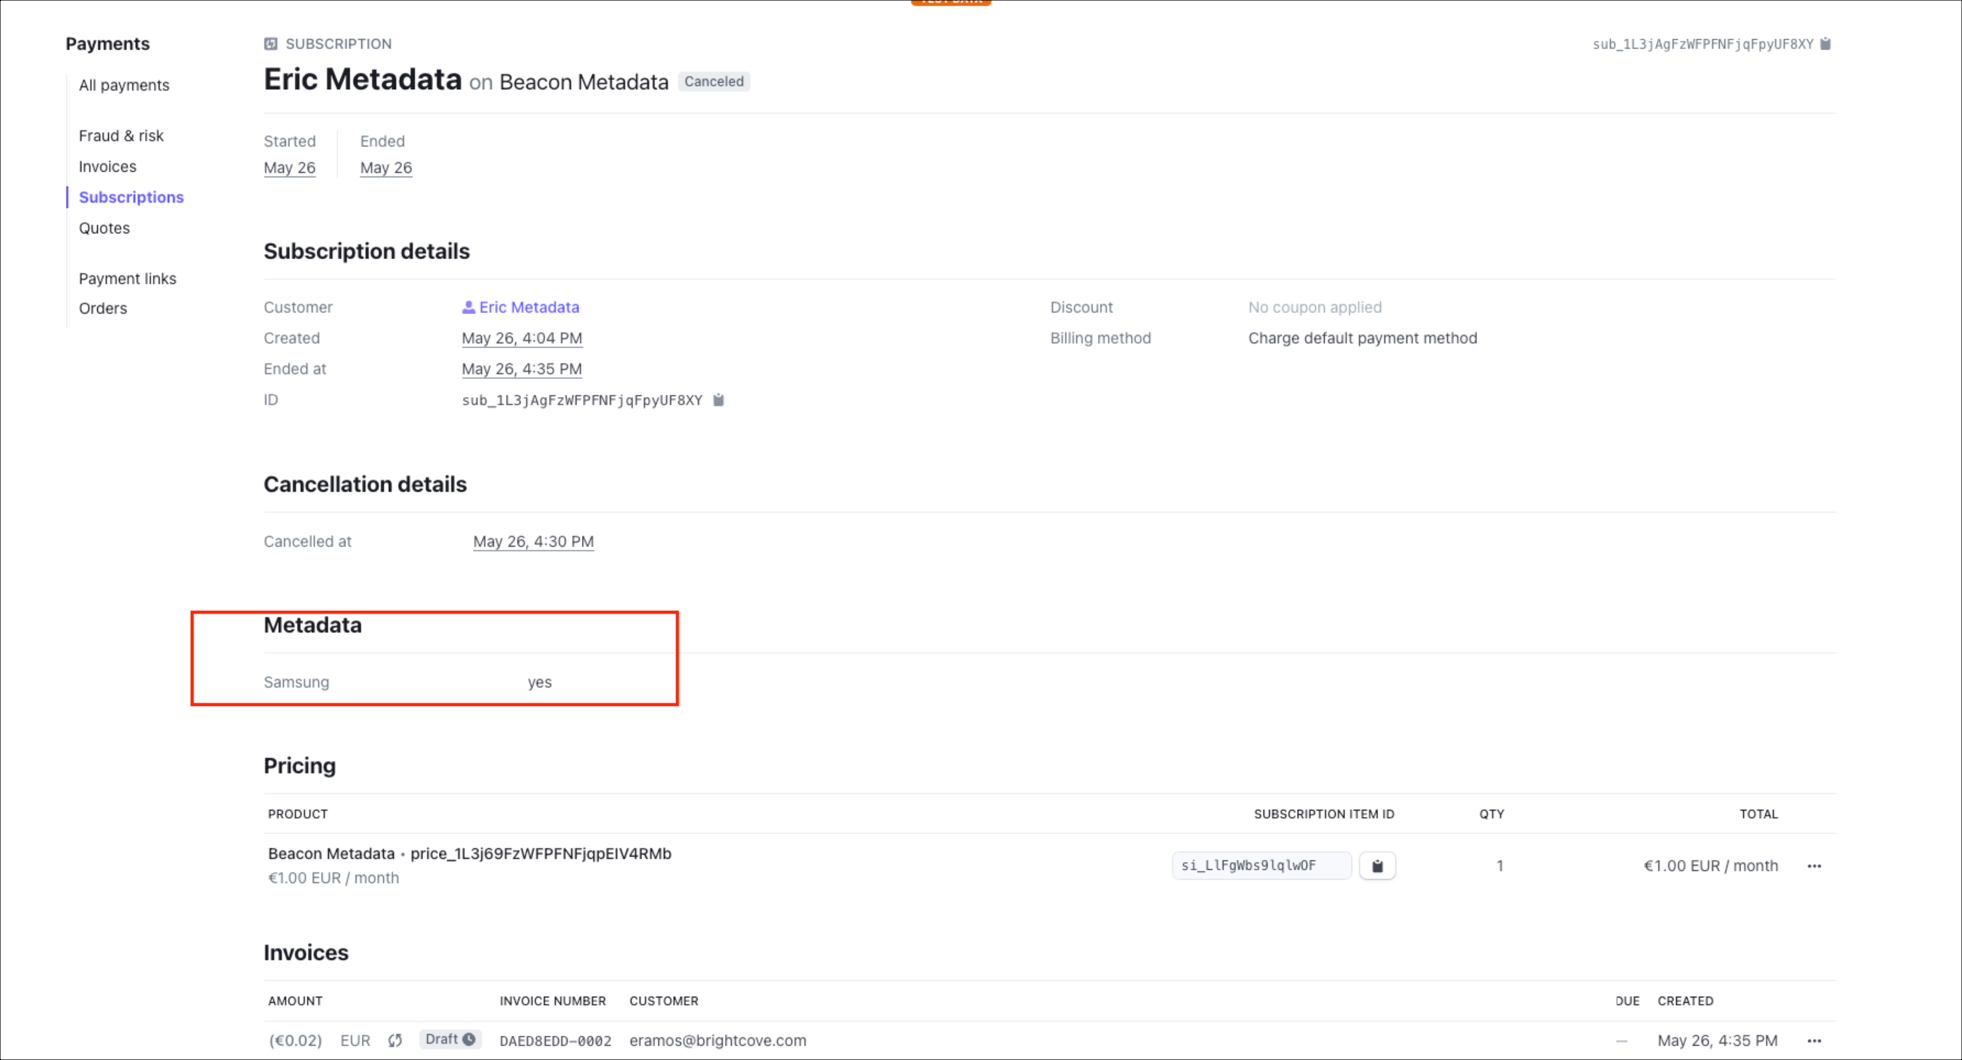 TEST DATA
Payments
All payments
Fraud & risk
Invoices
Subscriptions
Quotes
Payment links
Orders
SUBSCRIPTION
sub_1L3jAgFzWFPFNFjqFpyUF8XY
Eric Metadata on Beacon Metadata Canceled
Started Ended
May 26 May 26
Subscription details
Customer Eric Metadata
Created May 26, 4:04 PM
Ended at May 26, 4:35 PM
ID sub_1L3jAgFzWFPFNFjqFpyUF8XY
Discount No coupon applied
Billing method Charge default payment method
Cancellation details
Cancelled at May 26, 4:30 PM
Metadata
Samsung yes
Pricing
PRODUCT SUBSCRIPTION ITEM ID QTY TOTAL
Beacon Metadata • price_1L3j69FzWFPFNFjqpEIV4RMb
€1.00 EUR / month
si_LlFgWbs9lqlwOF 1 €1.00 EUR / month
Invoices
AMOUNT INVOICE NUMBER CUSTOMER DUE CREATED
(€0.02) EUR Draft DAED8EDD-0002 eramos@brightcove.com — May 26, 4:35 PM